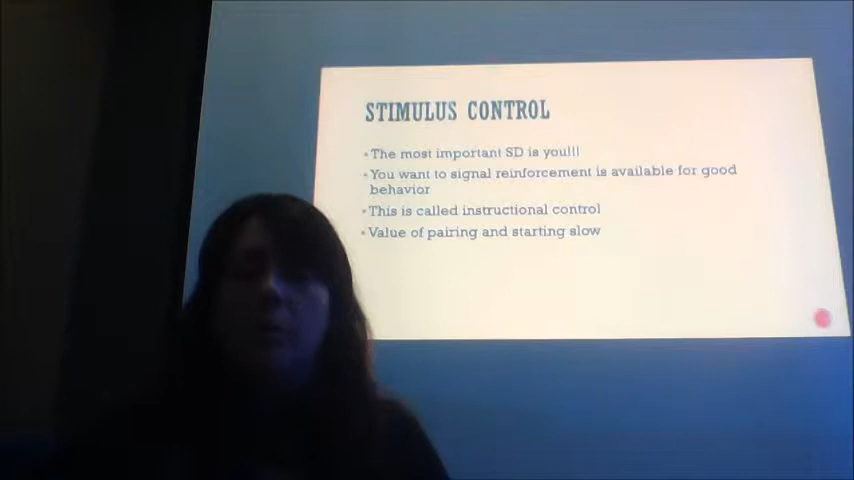 STIMULUS CONTROL
• The most important SD is you!!!
• You want to signal reinforcement is available for good
behavior
• This is called instructional control
• Value of pairing and starting slow